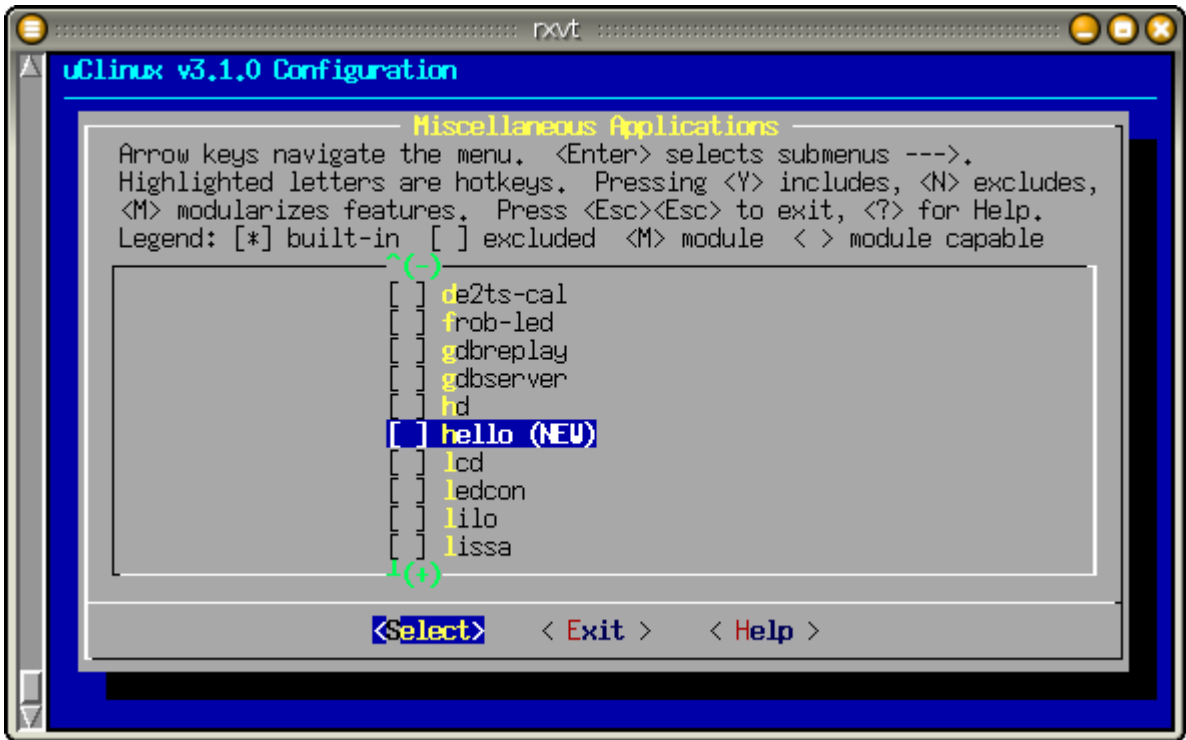 rxvt
uClinux v3.1.0 Configuration
Miscellaneous Applications
Arrow keys navigate the menu.  <Enter> selects submenus --->.
Highlighted letters are hotkeys.  Pressing <Y> includes, <N> excludes,
<M> modularizes features.  Press <Esc><Esc> to exit, <?> for Help.
Legend: [*] built-in  [ ] excluded  <M> module  < > module capable
^(-)
[ ] de2ts-cal
[ ] frob-led
[ ] gdbreplay
[ ] gdbserver
[ ] hd
[ ] hello (NEW)
[ ] lcd
[ ] ledcon
[ ] lilo
[ ] lissa
┴(+)
<Select>    < Exit >    < Help >